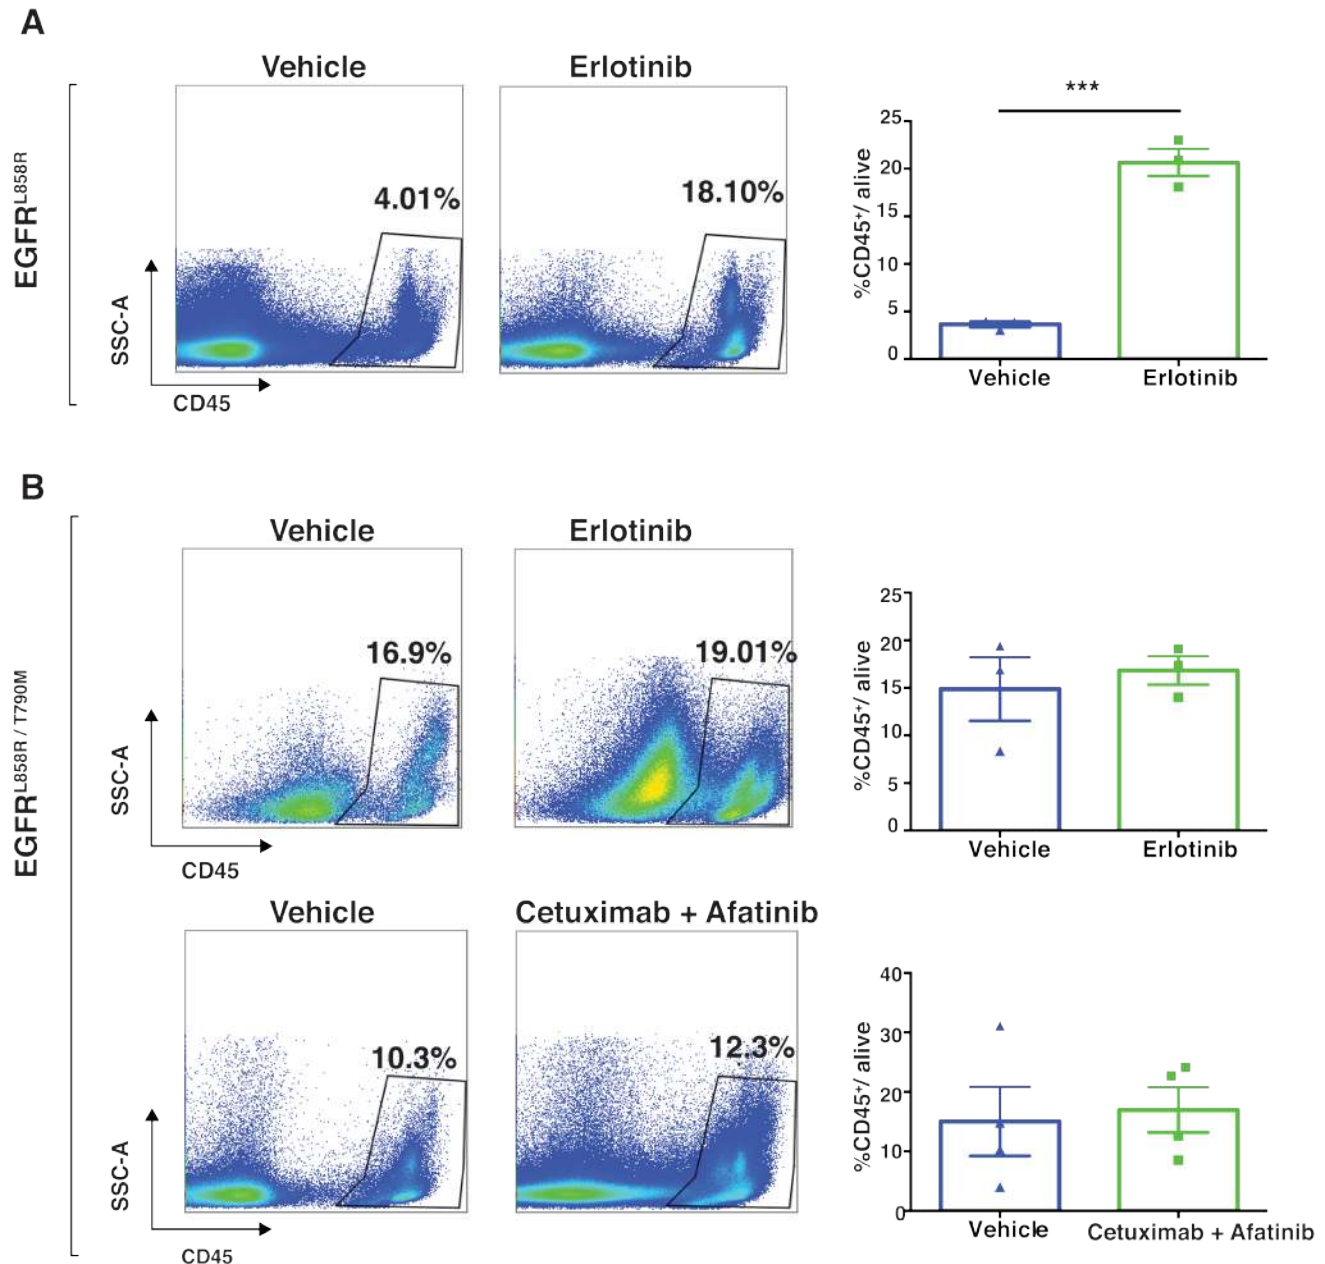 A
Vehicle
Erlotinib
EGFR^L858R
4.01%
18.10%
SSC-A
CD45
***
%CD45⁺/ alive
25
20
15
10
5
0
Vehicle
Erlotinib
B
EGFR^L858R / T790M
Vehicle
Erlotinib
16.9%
19.01%
SSC-A
CD45
%CD45⁺/ alive
25
20
15
10
5
0
Vehicle
Erlotinib
Vehicle
Cetuximab + Afatinib
10.3%
12.3%
SSC-A
CD45
%CD45⁺/ alive
40
30
20
10
0
Vehicle
Cetuximab + Afatinib